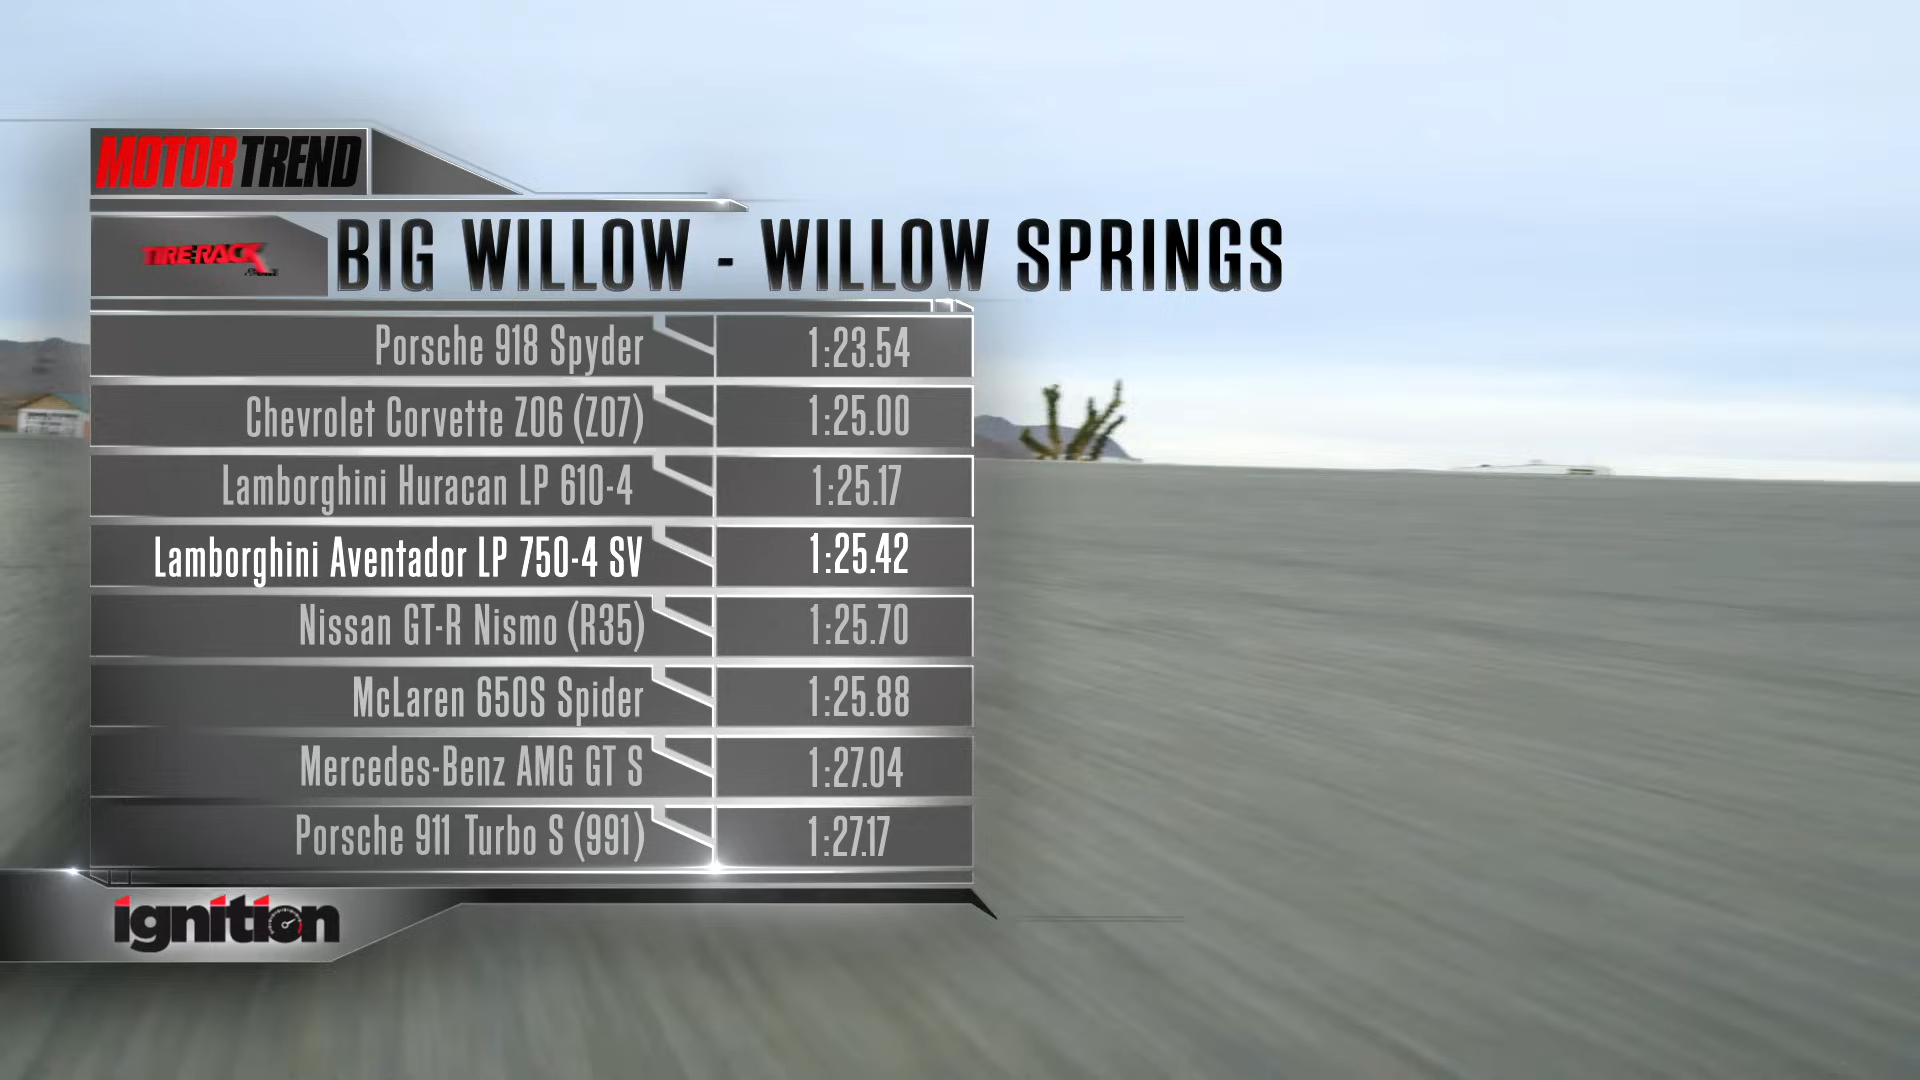 MOTOR TREND
TIRE RACK
BIG WILLOW - WILLOW SPRINGS
Porsche 918 Spyder 1:23.54
Chevrolet Corvette Z06 (Z07) 1:25.00
Lamborghini Huracan LP 610-4 1:25.17
Lamborghini Aventador LP 750-4 SV 1:25.42
Nissan GT-R Nismo (R35) 1:25.70
McLaren 650S Spider 1:25.88
Mercedes-Benz AMG GT S 1:27.04
Porsche 911 Turbo S (991) 1:27.17
ignition